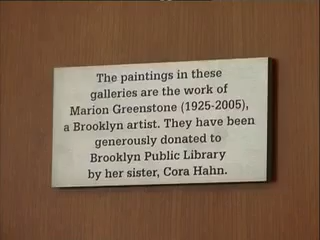 The paintings in these
galleries are the work of
Marion Greenstone (1925-2005),
a Brooklyn artist. They have been
generously donated to
Brooklyn Public Library
by her sister, Cora Hahn.